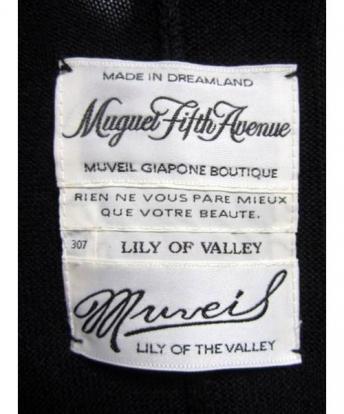 MADE IN DREAMLAND
Muguet Fifth Avenue
MUVEIL GIAPONE BOUTIQUE
RIEN NE VOUS PARE MIEUX
QUE VOTRE BEAUTE.
307 LILY OF VALLEY
Muveil
LILY OF THE VALLEY